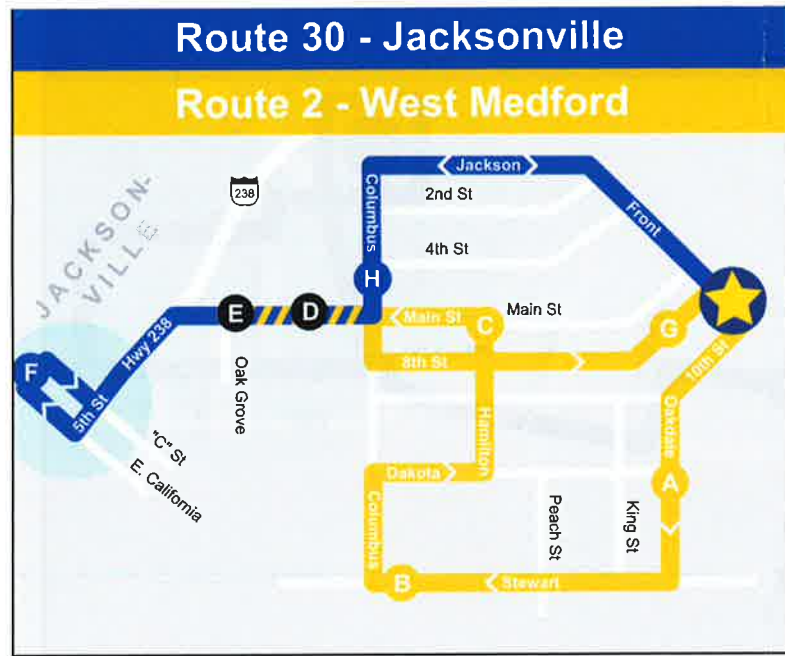 Route 30 - Jacksonville
Route 2 - West Medford
JACKSON-
VILLE
238
Jackson
Columbus
2nd St
Front
4th St
H
E
D
Main St
C
Main St
G
Hwy 238
F
5th St
Oak Grove
8th St
10th St
"C" St
E. California
Hamilton
Oakdale
Dakota
A
Columbus
Peach St
King St
B
Stewart